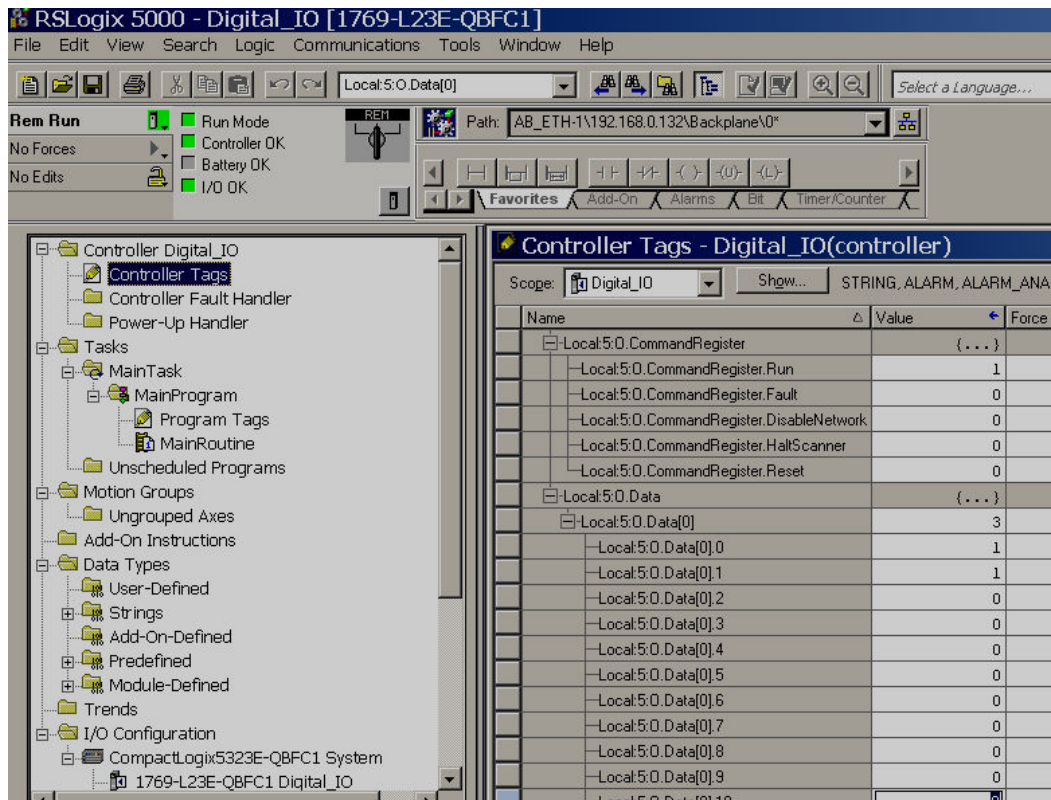 RSLogix 5000 - Digital_IO [1769-L23E-QBFC1]
File Edit View Search Logic Communications Tools Window Help
Local:5:O.Data[0]
Select a Language...
Rem Run
Run Mode
No Forces
Controller OK
Battery OK
No Edits
I/O OK
REM
Path: AB_ETH-1\192.168.0.132\Backplane\0*
Favorites Add-On Alarms Bit Timer/Counter
Controller Digital_IO
Controller Tags
Controller Fault Handler
Power-Up Handler
Tasks
MainTask
MainProgram
Program Tags
MainRoutine
Unscheduled Programs
Motion Groups
Ungrouped Axes
Add-On Instructions
Data Types
User-Defined
Strings
Add-On-Defined
Predefined
Module-Defined
Trends
I/O Configuration
CompactLogix5323E-QBFC1 System
1769-L23E-QBFC1 Digital_IO
Controller Tags - Digital_IO(controller)
Scope: Digital_IO Show... STRING, ALARM, ALARM_ANA
Name Value Force
Local:5:O.CommandRegister {...}
Local:5:O.CommandRegister.Run 1
Local:5:O.CommandRegister.Fault 0
Local:5:O.CommandRegister.DisableNetwork 0
Local:5:O.CommandRegister.HaltScanner 0
Local:5:O.CommandRegister.Reset 0
Local:5:O.Data {...}
Local:5:O.Data[0] 3
Local:5:O.Data[0].0 1
Local:5:O.Data[0].1 1
Local:5:O.Data[0].2 0
Local:5:O.Data[0].3 0
Local:5:O.Data[0].4 0
Local:5:O.Data[0].5 0
Local:5:O.Data[0].6 0
Local:5:O.Data[0].7 0
Local:5:O.Data[0].8 0
Local:5:O.Data[0].9 0